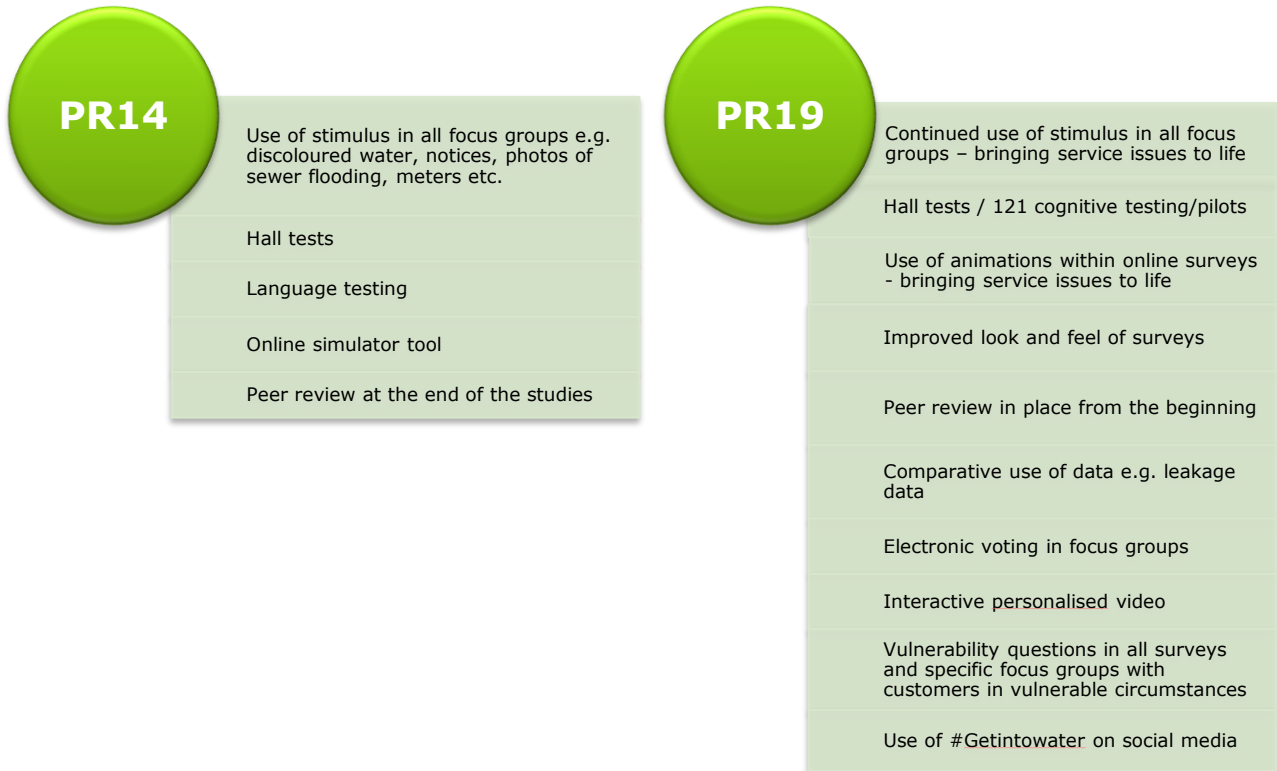 PR14
Use of stimulus in all focus groups e.g.
discoloured water, notices, photos of
sewer flooding, meters etc.
Hall tests
Language testing
Online simulator tool
Peer review at the end of the studies
PR19
Continued use of stimulus in all focus
groups – bringing service issues to life
Hall tests / 121 cognitive testing/pilots
Use of animations within online surveys
- bringing service issues to life
Improved look and feel of surveys
Peer review in place from the beginning
Comparative use of data e.g. leakage
data
Electronic voting in focus groups
Interactive personalised video
Vulnerability questions in all surveys
and specific focus groups with
customers in vulnerable circumstances
Use of #Getintowater on social media